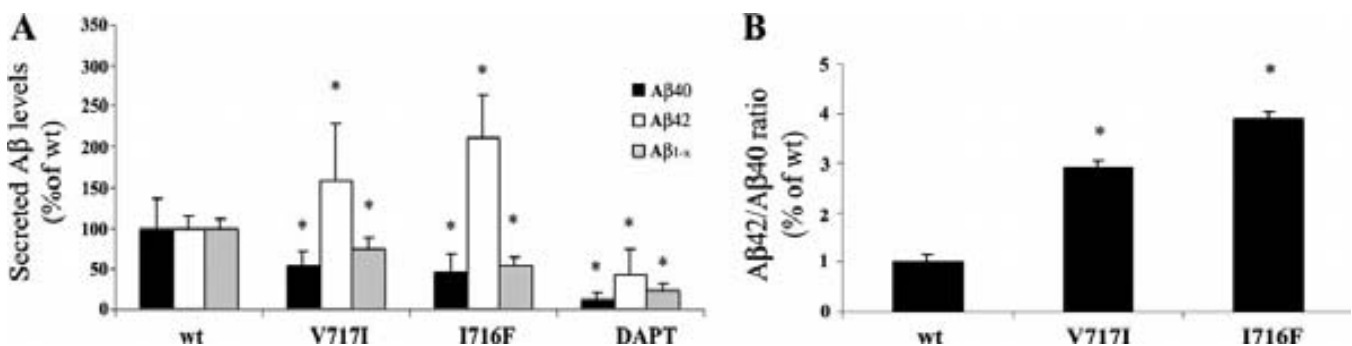 A
Secreted Aβ levels
(%of wt)
350
300
250
200
150
100
50
0
* * * * * * * * *
Aβ40
Aβ42
Aβ1-x
wt V717I I716F DAPT
B
Aβ42/Aβ40 ratio
(% of wt)
5
4
3
2
1
0
* *
wt V717I I716F